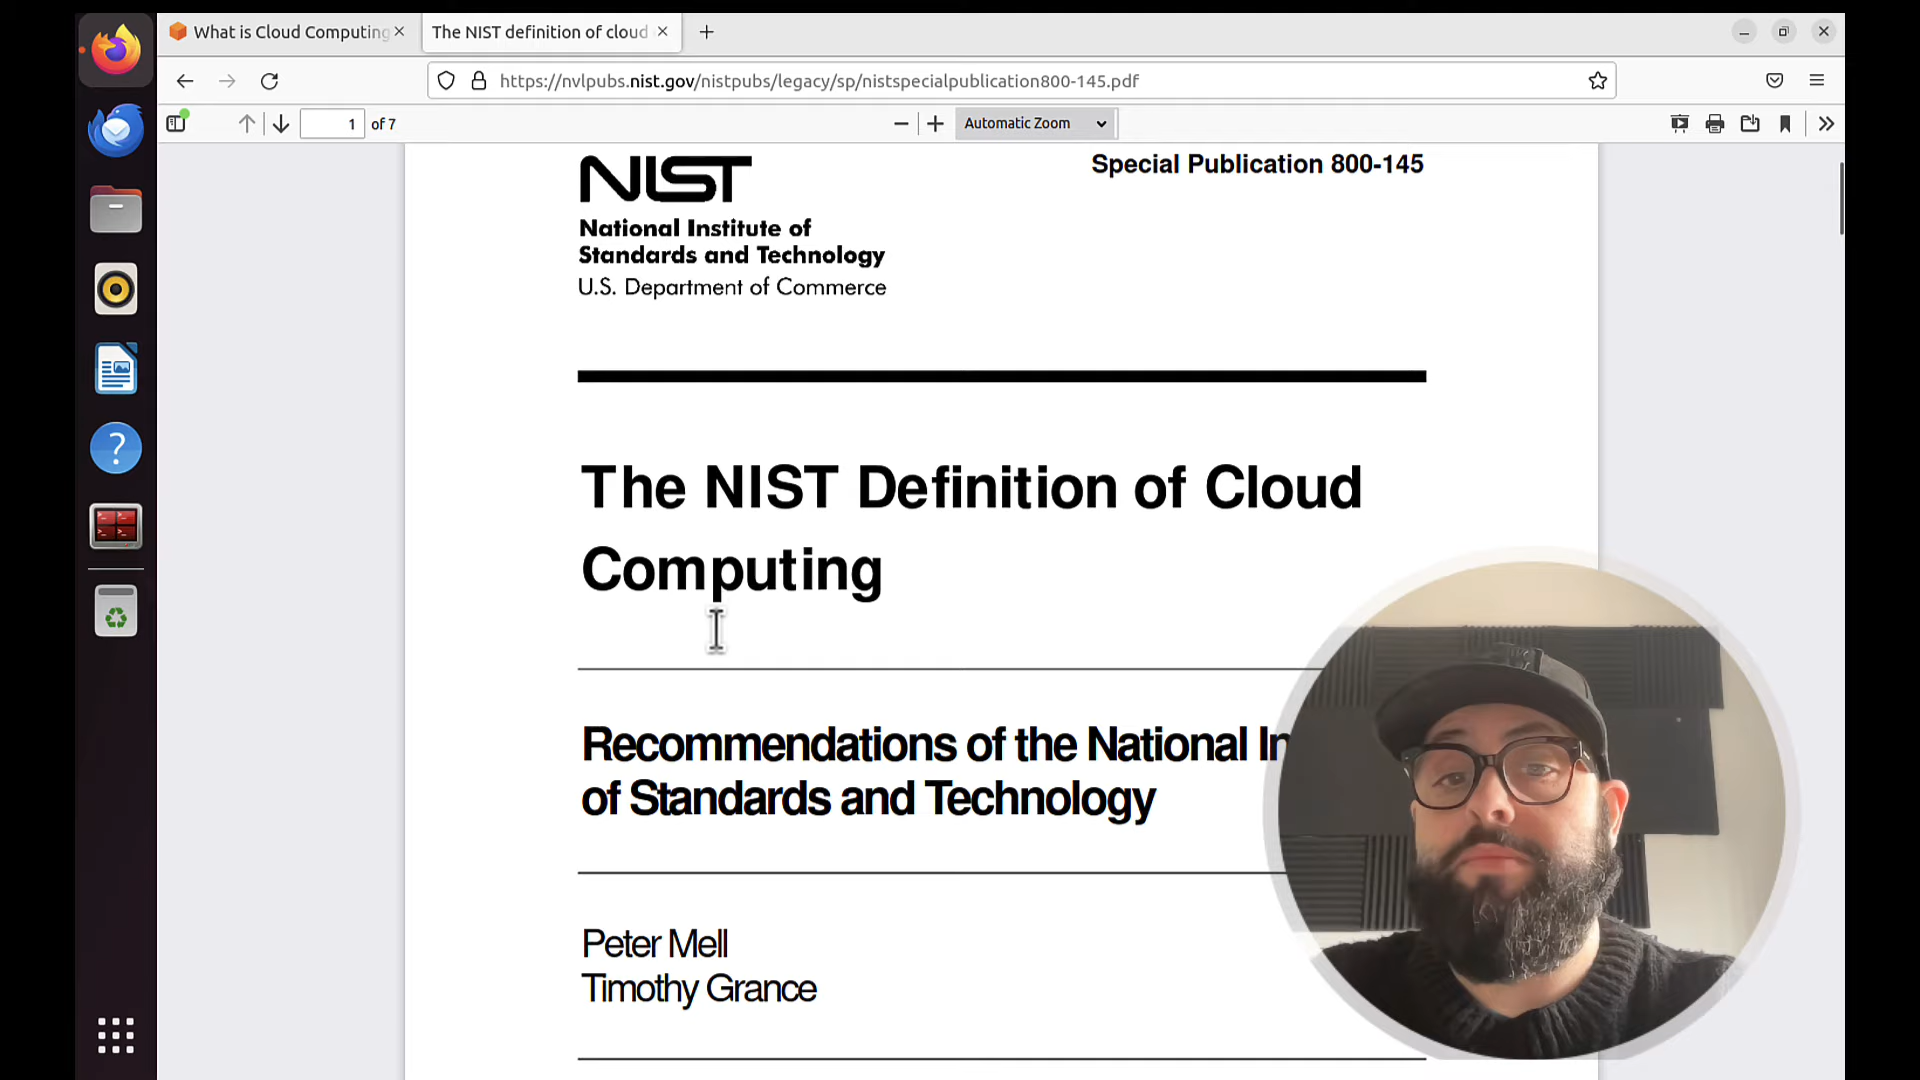 What is Cloud Computing
The NIST definition of cloud
https://nvlpubs.nist.gov/nistpubs/legacy/sp/nistspecialpublication800-145.pdf
1 of 7
Automatic Zoom
NIST
Special Publication 800-145
National Institute of
Standards and Technology
U.S. Department of Commerce
The NIST Definition of Cloud
Computing
Recommendations of the National In
of Standards and Technology
Peter Mell
Timothy Grance